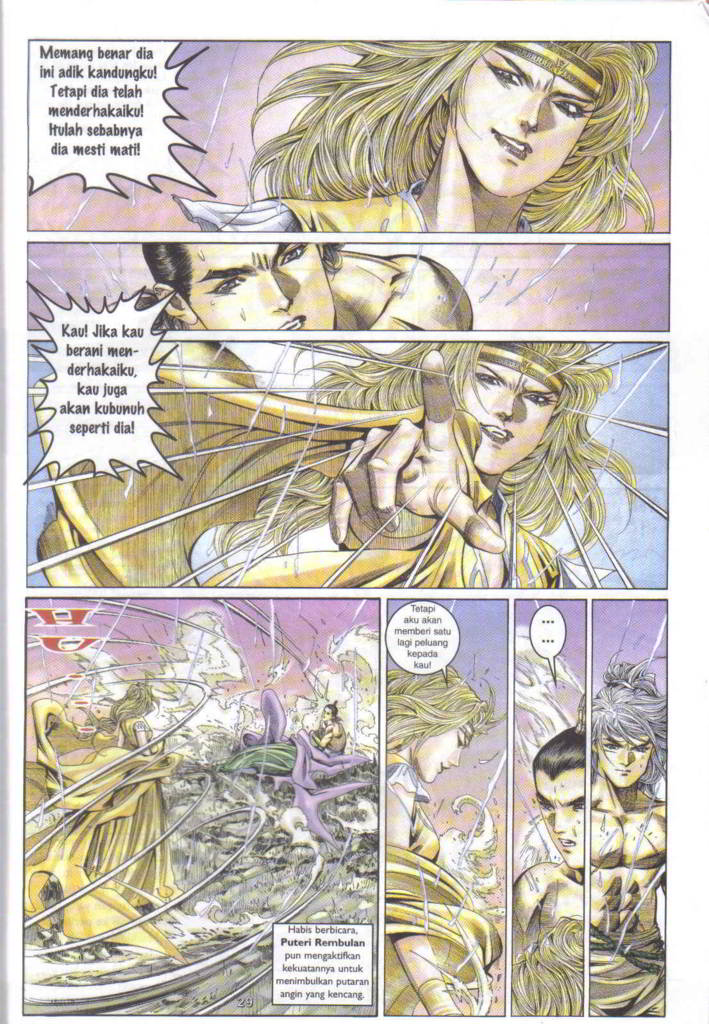 Memang benar dia
ini adik kandungku!
Tetapi dia telah
menderhakaiku!
Itulah sebabnya
dia mesti mati!
Kau! Jika kau
berani men-
derhakaiku,
kau juga
akan kubunuh
seperti dia!
H
U
Tetapi
aku akan
memberi satu
lagi peluang
kepada
kau!
...
...
Habis berbicara,
Puteri Rembulan
pun mengaktifkan
kekuatannya untuk
menimbulkan putaran
angin yang kencang.
29